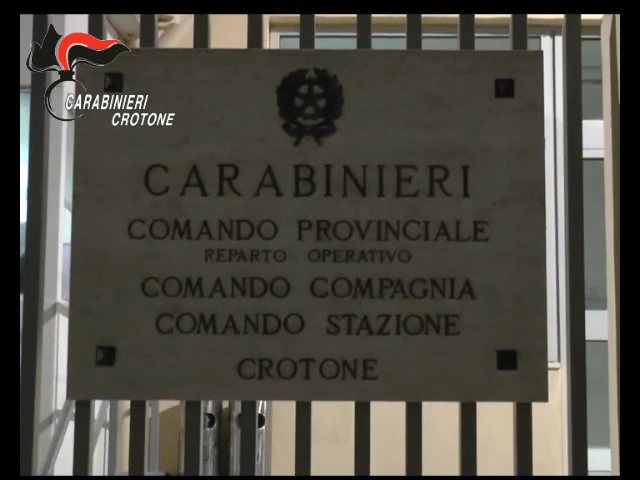 CARABINIERI
CROTONE
CARABINIERI
COMANDO PROVINCIALE
REPARTO OPERATIVO
COMANDO COMPAGNIA
COMANDO STAZIONE
CROTONE